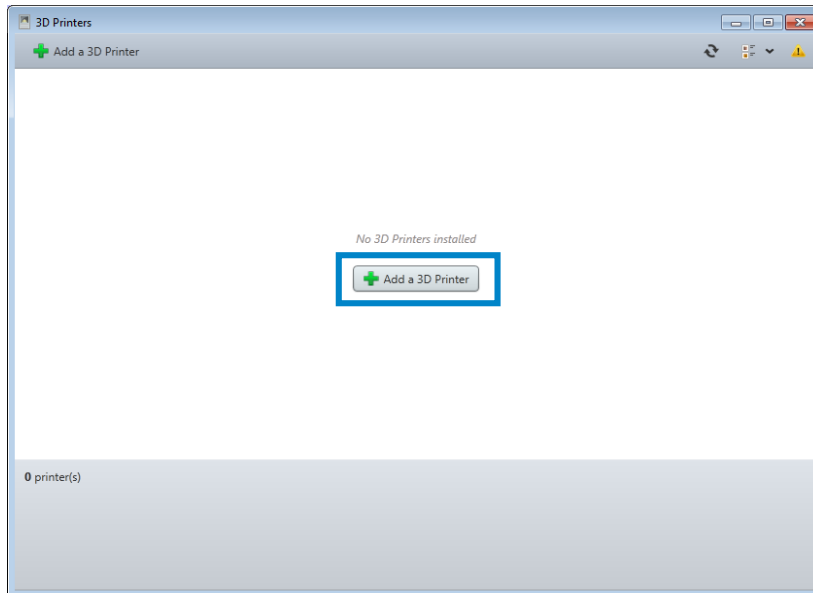 3D Printers
Add a 3D Printer
No 3D Printers installed
Add a 3D Printer
0 printer(s)